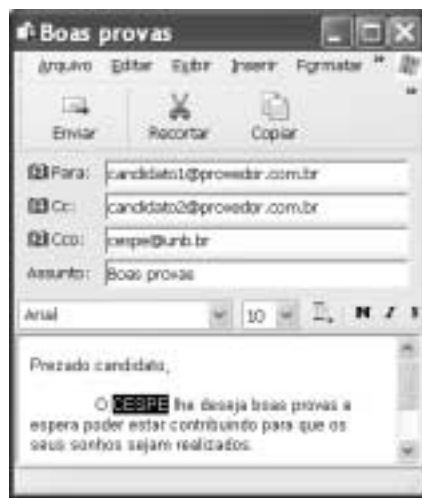 Boas provas
Arquivo Editar Exibir Inserir Formatar »
»
Enviar Recortar Copiar
Para: candidato1@provedor.com.br
Cc: candidato2@provedor.com.br
Cco: cespe@unb.br
Assunto: Boas provas
Arial 10 N I
Prezado candidato,
O CESPE lhe deseja boas provas e
espera poder estar contribuindo para que os
seus sonhos sejam realizados.